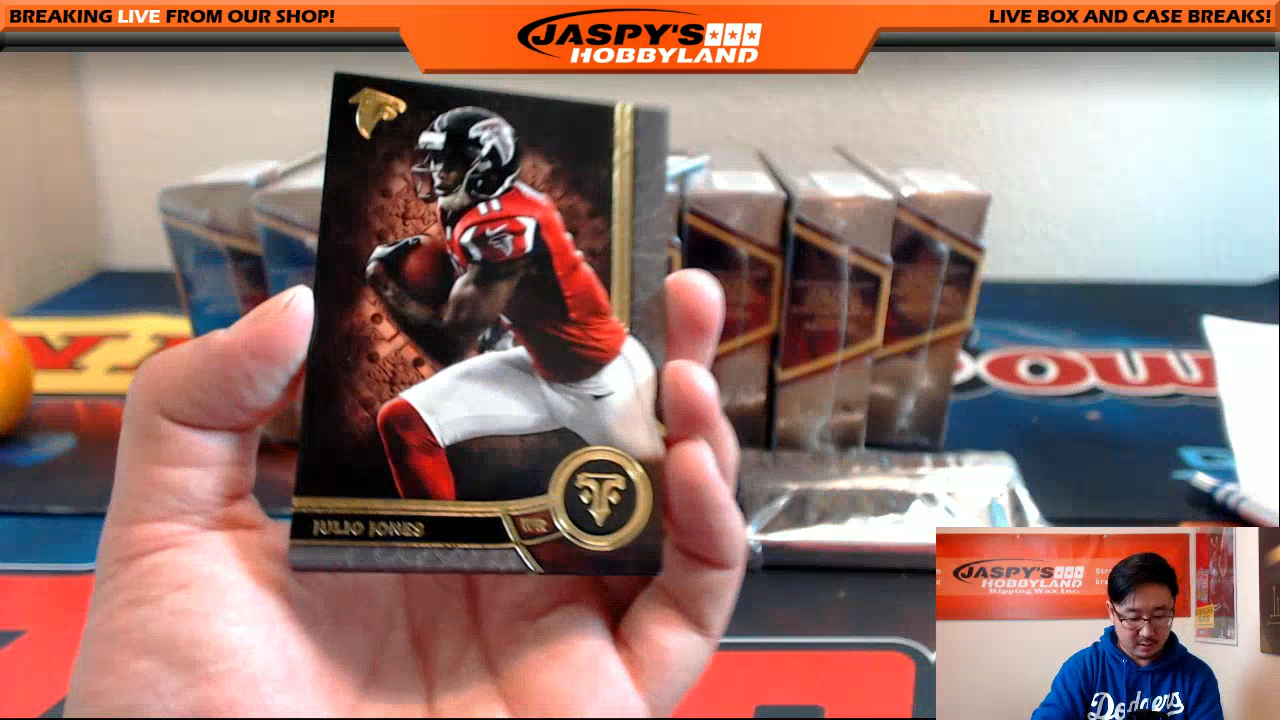 BREAKING LIVE FROM OUR SHOP!
JASPY'S
HOBBYLAND
LIVE BOX AND CASE BREAKS!
11
JULIO JONES
WR
JASPY'S
HOBBYLAND
Ripping Wax Inc.
Dodgers